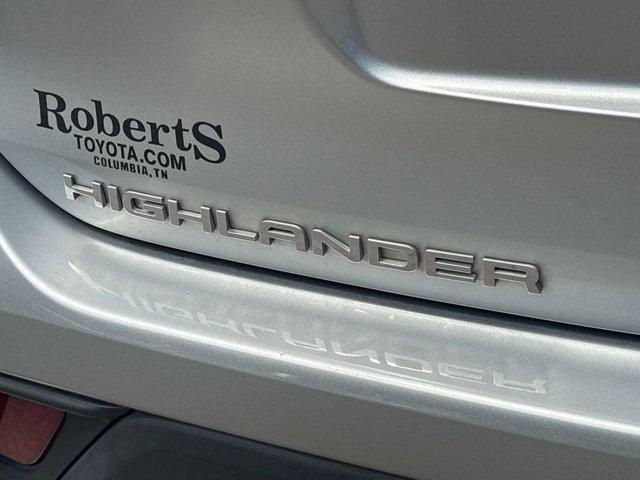 RobertS
TOYOTA.COM
COLUMBIA, TN
HIGHLANDER